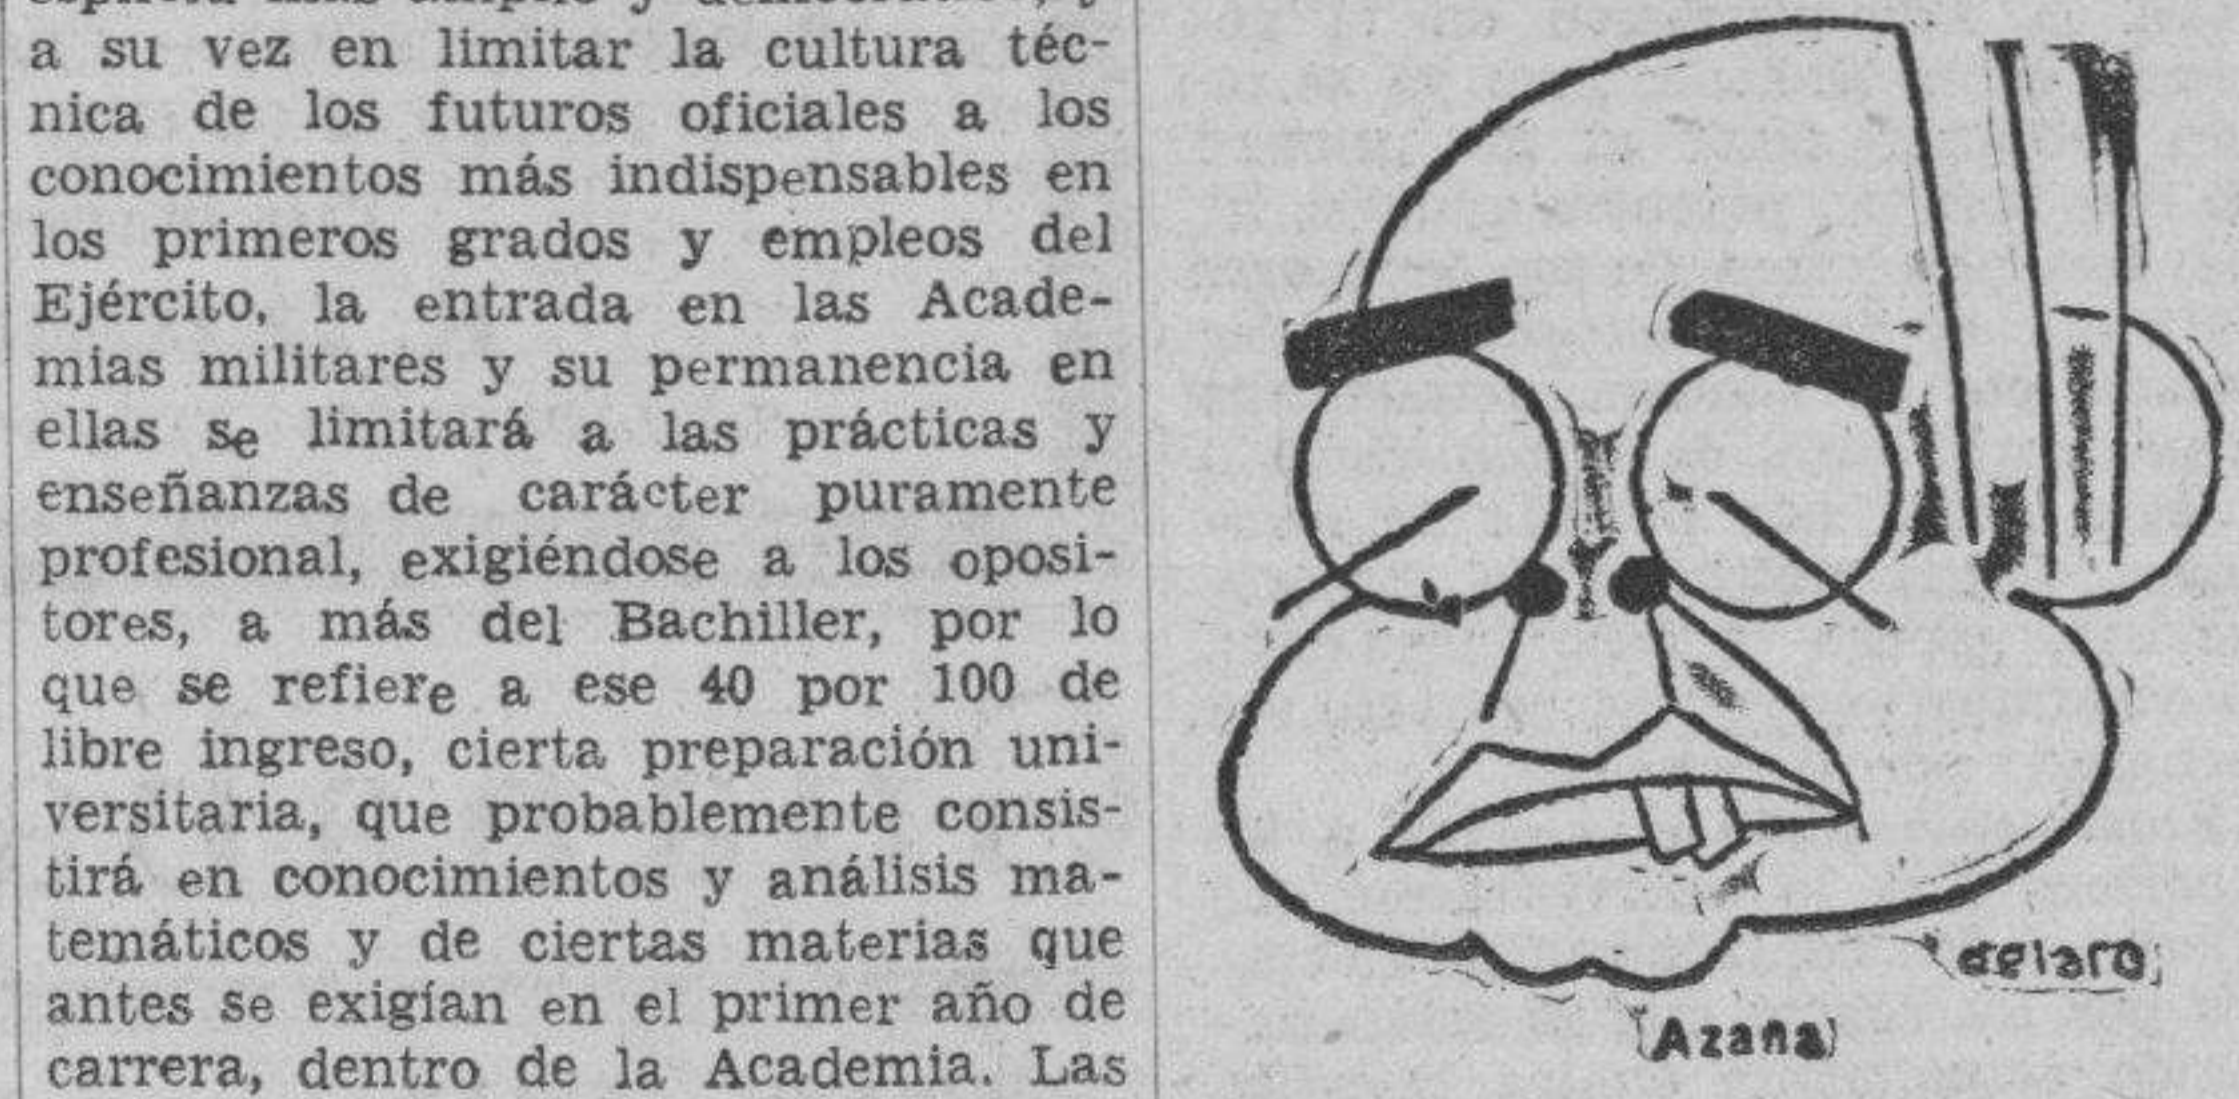 a su vez en limitar la cultura téc-
nica de los futuros oficiales a los
conocimientos más indispensables en
los primeros grados y empleos del
Ejército, la entrada en las Acade-
mias militares y su permanencia en
ellas se limitará a las prácticas y
enseñanzas de carácter puramente
profesional, exigiéndose a los oposi-
tores, a más del Bachiller, por lo
que se refiere a ese 40 por 100 de
libre ingreso, cierta preparación uni-
versitaria, que probablemente consis-
tirá en conocimientos y análisis ma-
temáticos y de ciertas materias que
antes se exigían en el primer año de
carrera, dentro de la Academia. Las
delaro
Azaña